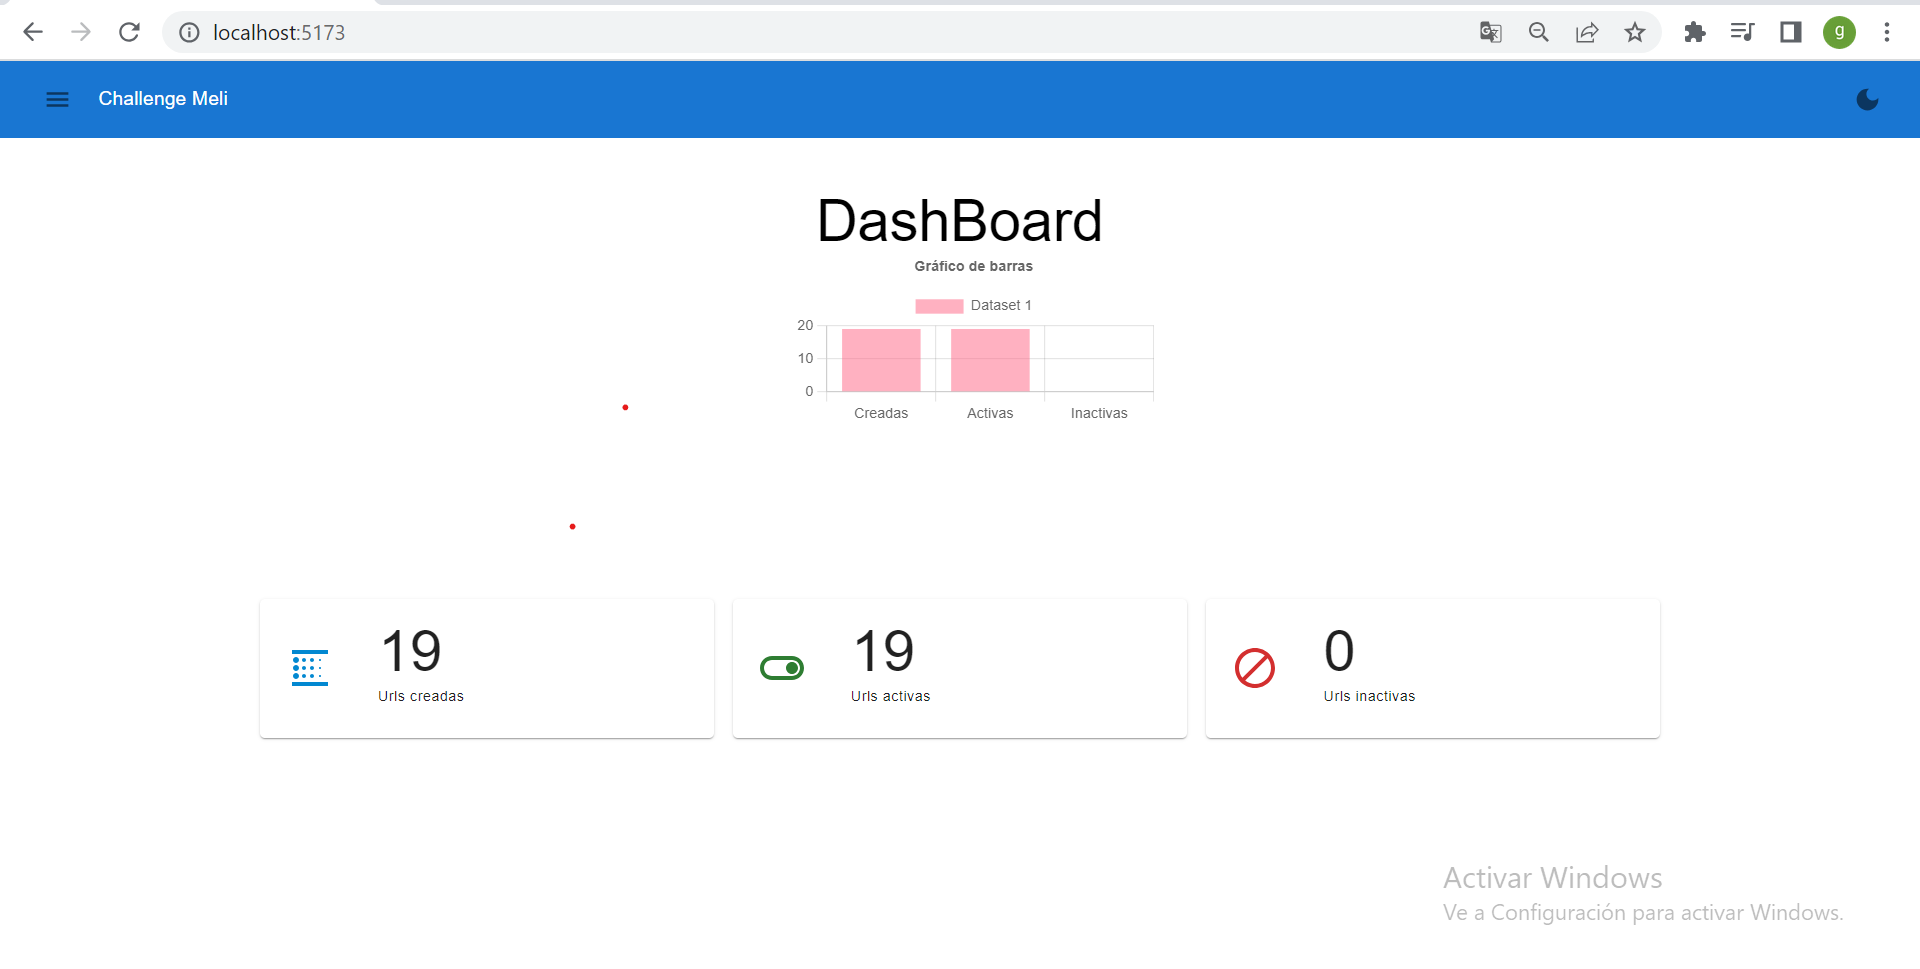 localhost:5173
g
Challenge Meli
DashBoard
Gráfico de barras
Dataset 1
20
10
0
Creadas Activas Inactivas
19
Urls creadas
19
Urls activas
0
Urls inactivas
Activar Windows
Ve a Configuración para activar Windows.